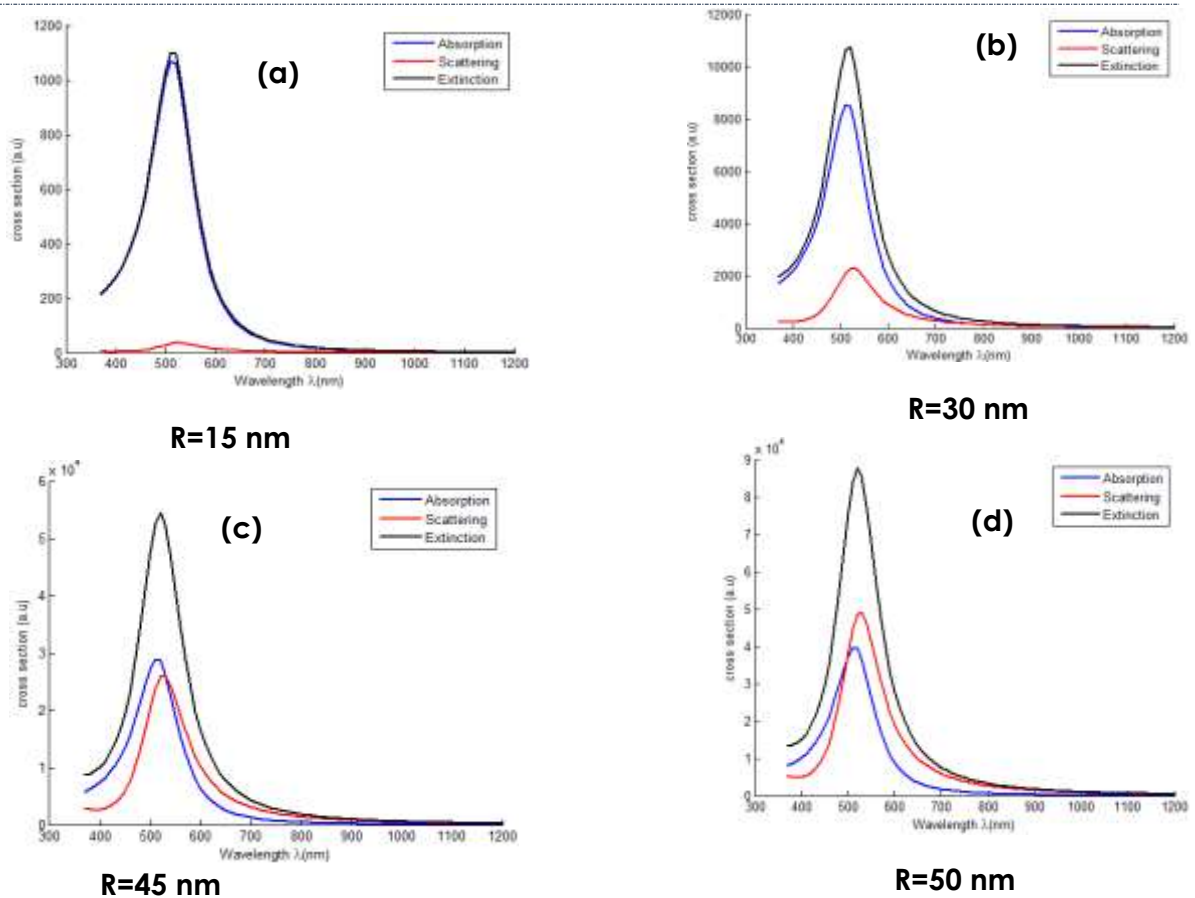 (a)
1200
1000
800
600
400
200
0
300 400 500 600 700 800 900 1000 1100 1200
cross section (a.u)
Wavelength λ(nm)
Absorption
Scattering
Extinction
R=15 nm
(b)
12000
10000
8000
6000
4000
2000
0
300 400 500 600 700 800 900 1000 1100 1200
cross section (a.u)
Wavelength λ(nm)
Absorption
Scattering
Extinction
R=30 nm
(c)
x 10⁴
6
5
4
3
2
1
0
300 400 500 600 700 800 900 1000 1100 1200
cross section (a.u)
Wavelength λ(nm)
Absorption
Scattering
Extinction
R=45 nm
(d)
x 10⁴
9
8
7
6
5
4
3
2
1
0
300 400 500 600 700 800 900 1000 1100 1200
cross section (a.u)
Wavelength λ(nm)
Absorption
Scattering
Extinction
R=50 nm